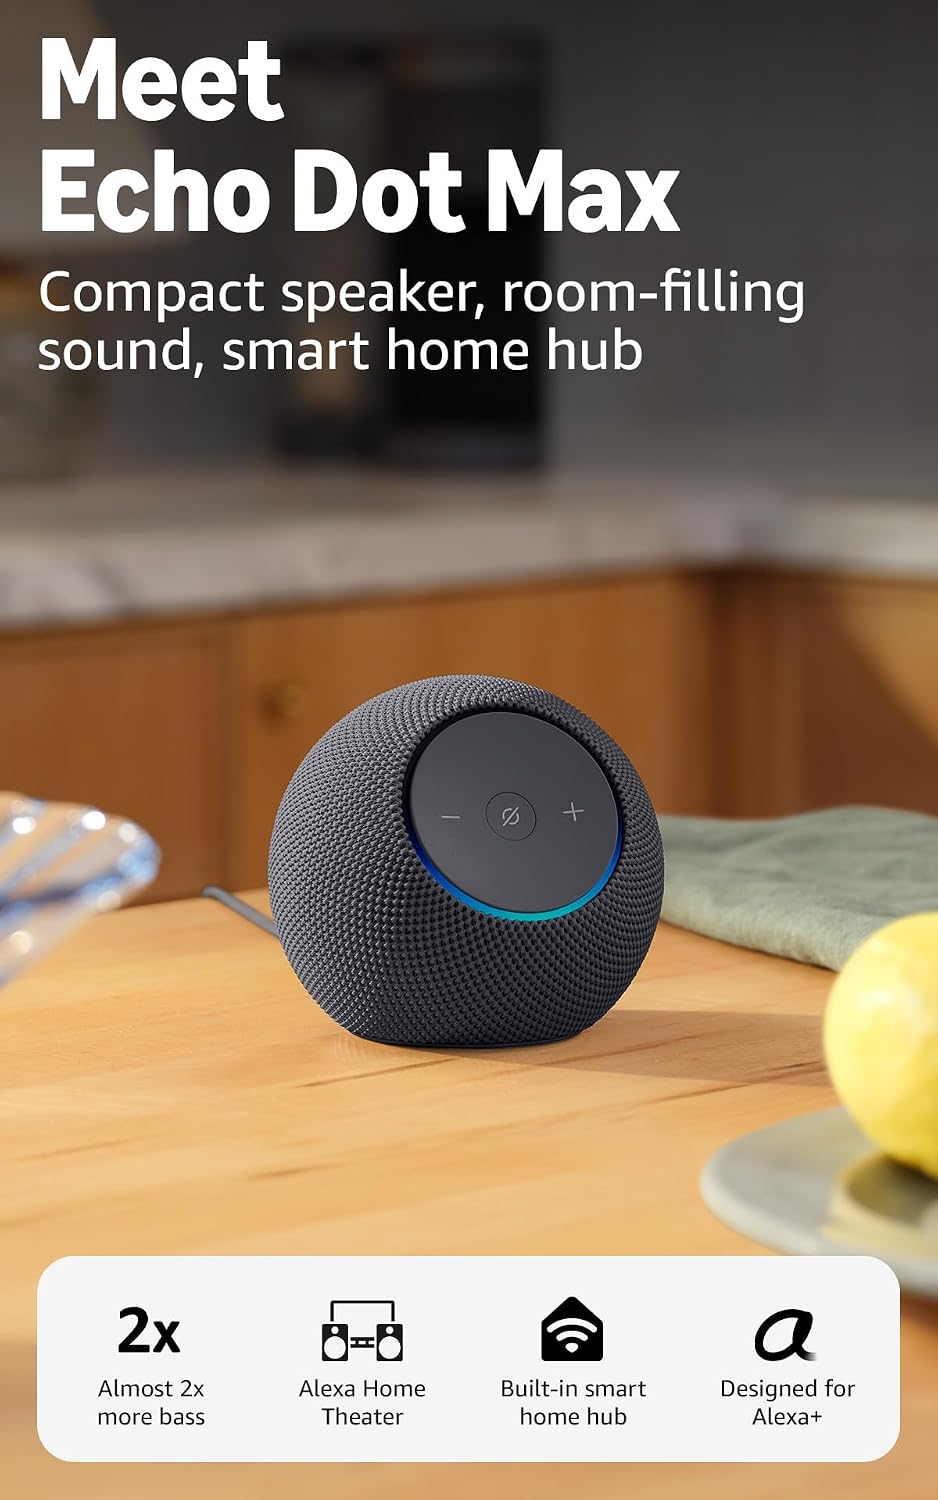 Meet
Echo Dot Max
Compact speaker, room-filling
sound, smart home hub
2x
Almost 2x
more bass
Alexa Home
Theater
Built-in smart
home hub
a
Designed for
Alexa+